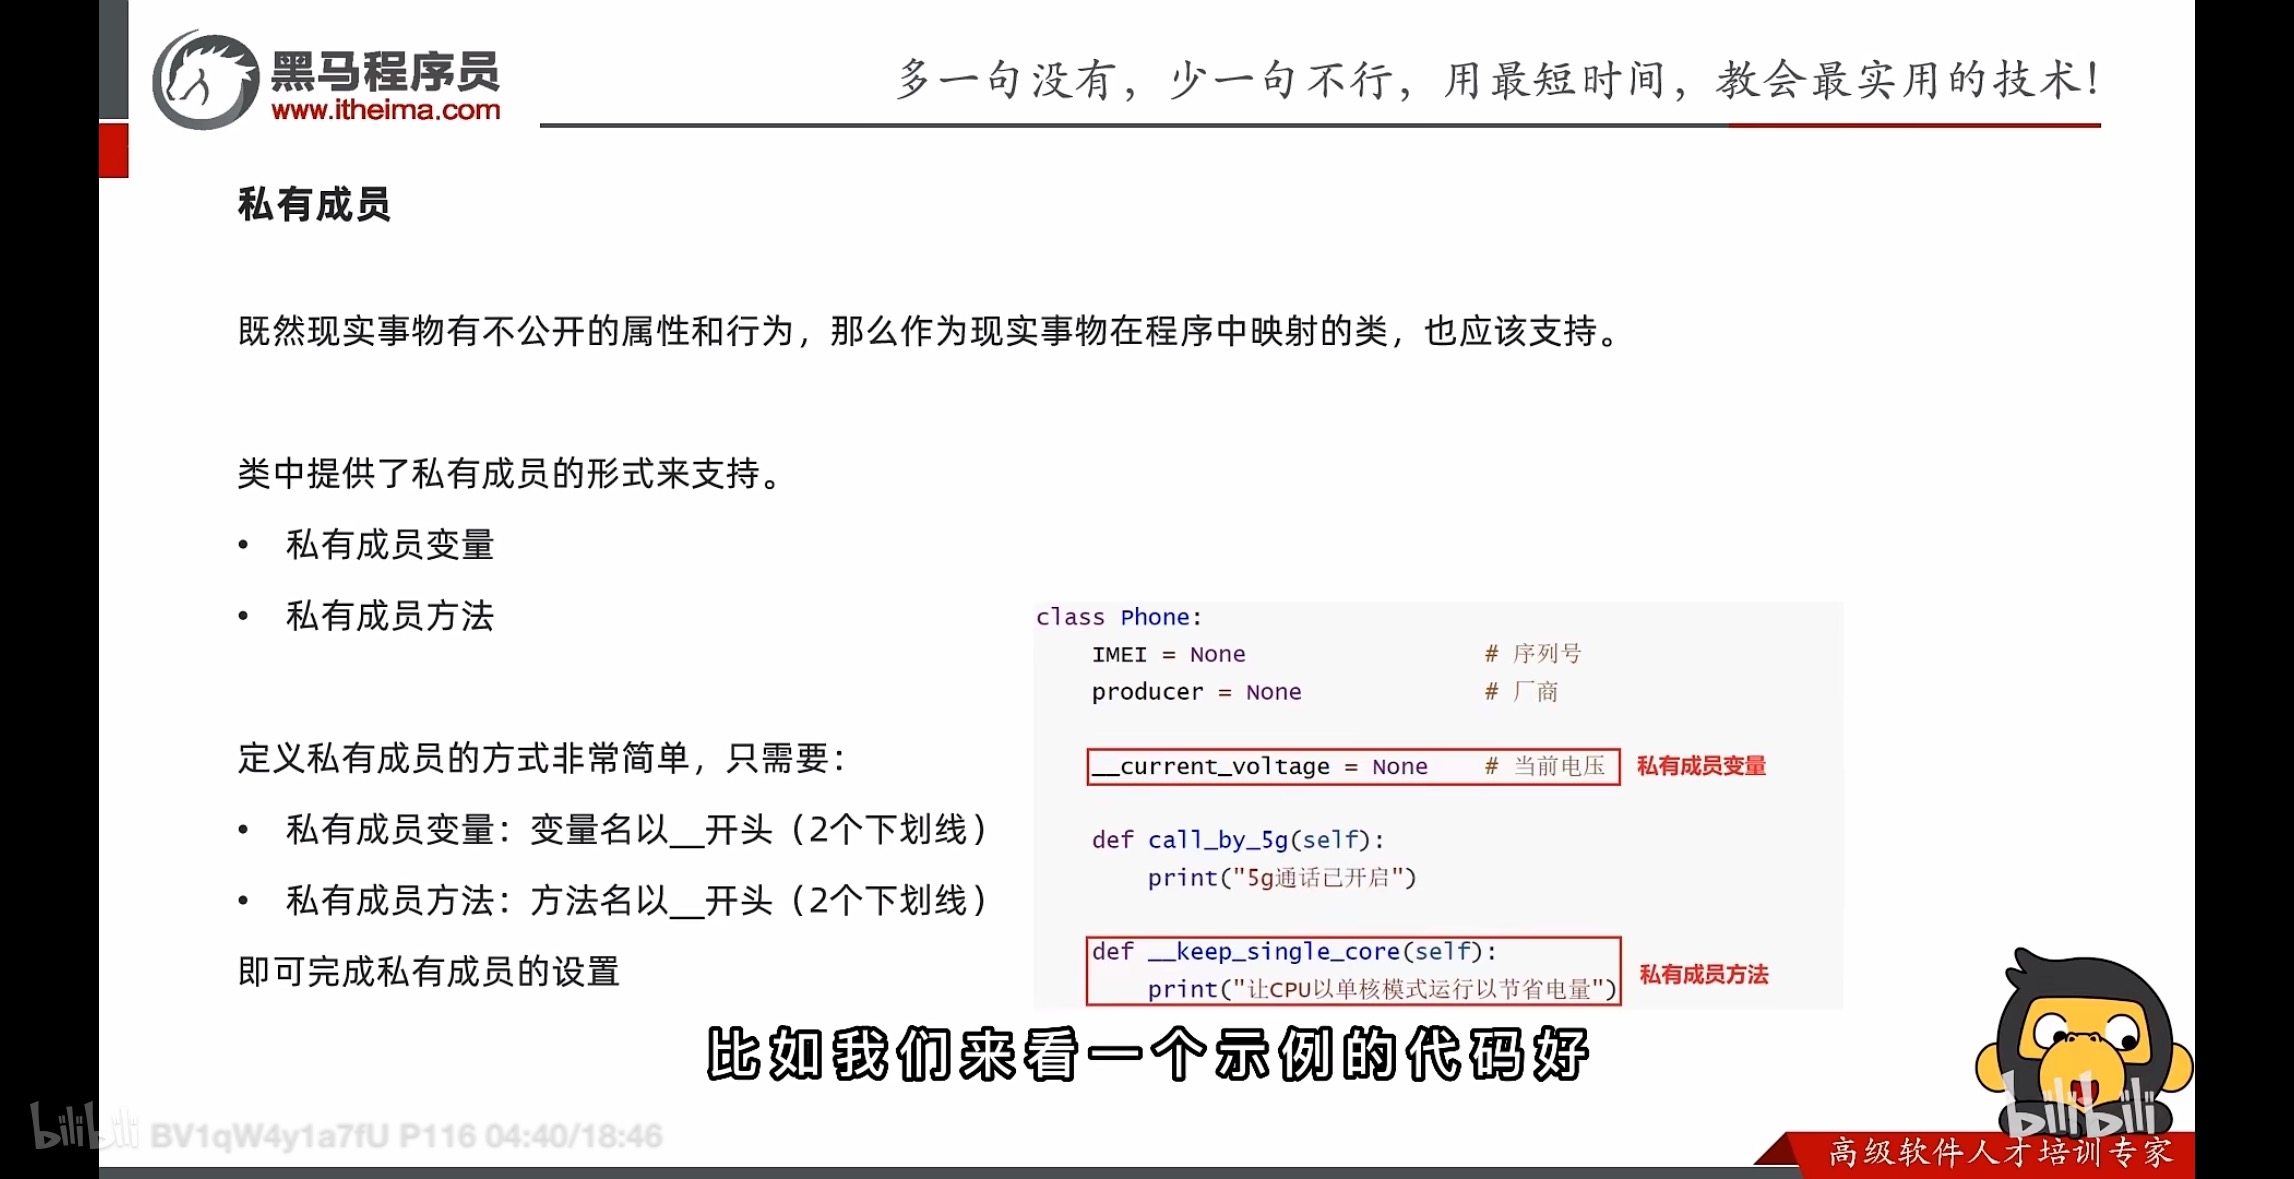 黑马程序员
www.itheima.com
多一句没有，少一句不行，用最短时间，教会最实用的技术！
私有成员
既然现实事物有不公开的属性和行为，那么作为现实事物在程序中映射的类，也应该支持。
类中提供了私有成员的形式来支持。
• 私有成员变量
• 私有成员方法
定义私有成员的方式非常简单，只需要：
• 私有成员变量：变量名以__开头（2个下划线）
• 私有成员方法：方法名以__开头（2个下划线）
即可完成私有成员的设置
class Phone:
    IMEI = None                 # 序列号
    producer = None             # 厂商
    __current_voltage = None    # 当前电压
私有成员变量
    def call_by_5g(self):
        print("5g通话已开启")
    def __keep_single_core(self):
        print("让CPU以单核模式运行以节省电量")
私有成员方法
比如我们来看一个示例的代码好
bilibili BV1qW4y1a7fU P116 04:40/18:46
bilibili
高级软件人才培训专家